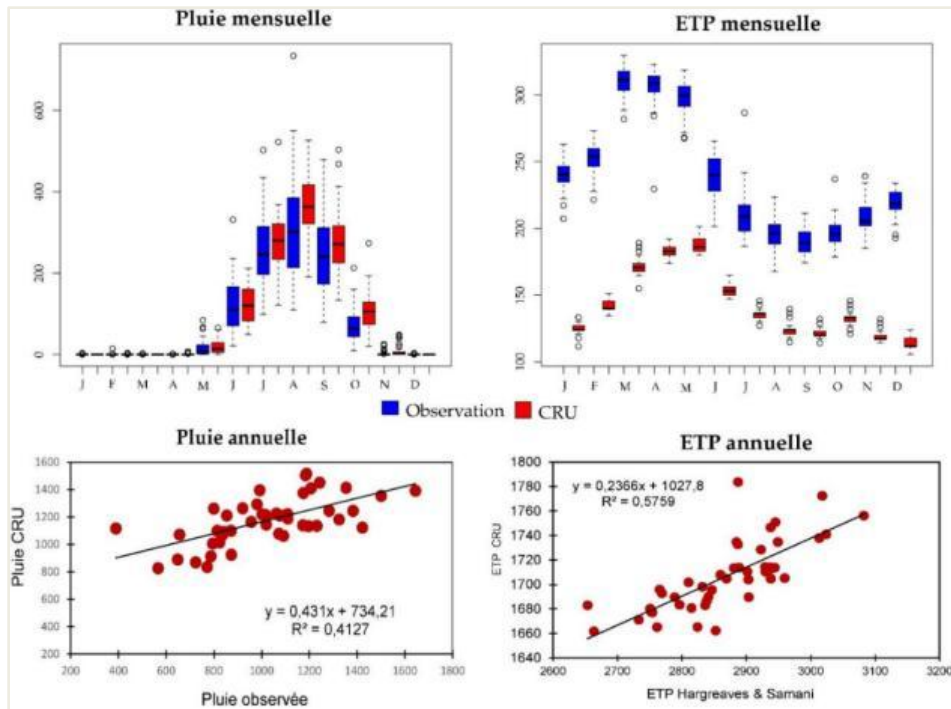 Pluie mensuelle
600
400
200
0
J F M A M J J A S O N D
ETP mensuelle
300
250
200
150
100
J F M A M J J A S O N D
Observation CRU
Pluie annuelle
1600
1400
1200
1000
800
600
400
200
Pluie CRU
y = 0,431x + 734,21
R² = 0,4127
200 400 600 800 1000 1200 1400 1600 1800
Pluie observée
ETP annuelle
1800
1780
1760
1740
1720
1700
1680
1660
1640
ETP CRU
y = 0,2366x + 1027,8
R² = 0,5759
2600 2700 2800 2900 3000 3100 3200
ETP Hargreaves & Samani